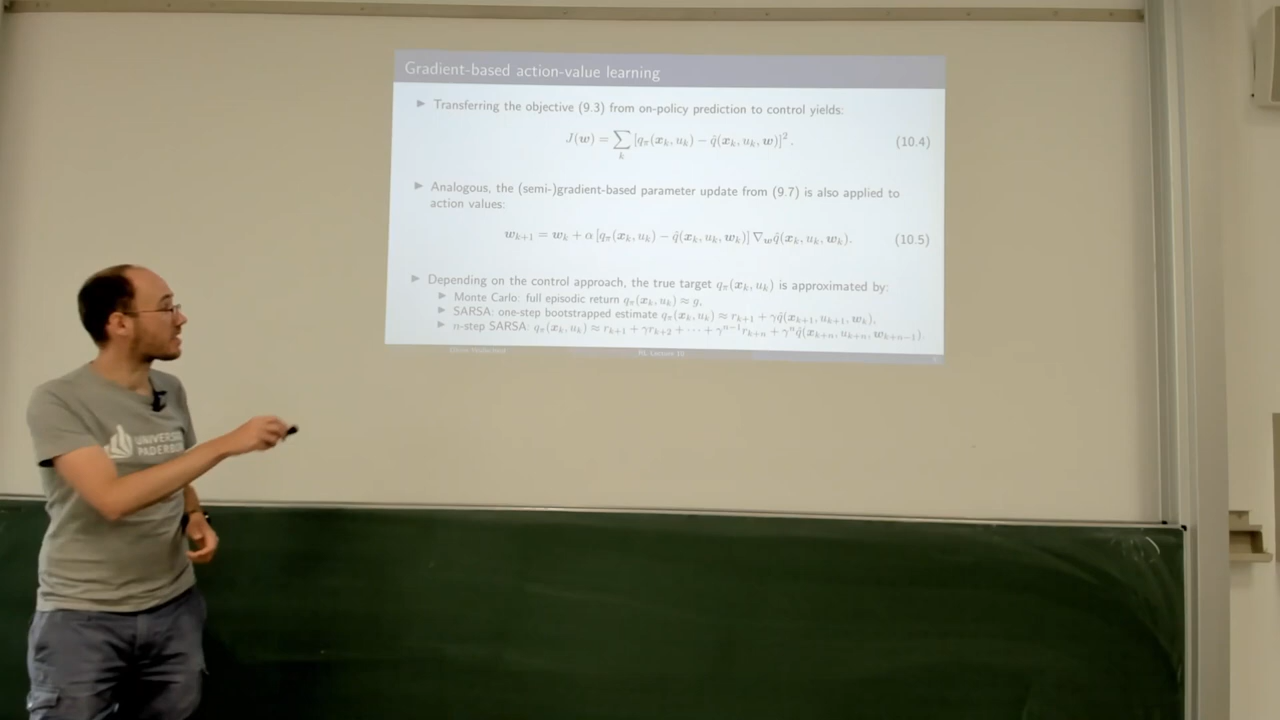 Gradient-based action-value learning
Transferring the objective (9.3) from on-policy prediction to control yields:
J(w) = ∑_k [q_π(x_k, u_k) − q̂(x_k, u_k, w)]². (10.4)
Analogous, the (semi-)gradient-based parameter update from (9.7) is also applied to
action values:
w_{k+1} = w_k + α [q_π(x_k, u_k) − q̂(x_k, u_k, w_k)] ∇_w q̂(x_k, u_k, w_k). (10.5)
Depending on the control approach, the true target q_π(x_k, u_k) is approximated by:
Monte Carlo: full episodic return q_π(x_k, u_k) ≈ g,
SARSA: one-step bootstrapped estimate q_π(x_k, u_k) ≈ r_{k+1} + γq̂(x_{k+1}, u_{k+1}, w_k),
n-step SARSA: q_π(x_k, u_k) ≈ r_{k+1} + γr_{k+2} + ⋯ + γ^{n−1}r_{k+n} + γ^n q̂(x_{k+n}, u_{k+n}, w_{k+n−1})
RL Lesson 10